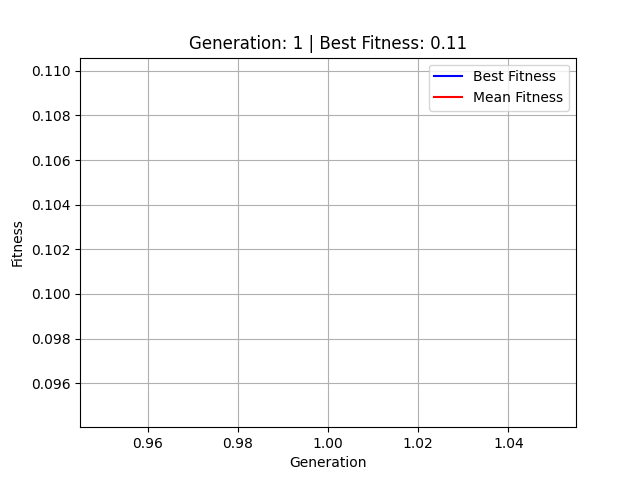 Generation: 1 | Best Fitness: 0.11
Best Fitness
Mean Fitness
0.110
0.108
0.106
0.104
0.102
0.100
0.098
0.096
Fitness
0.96 0.98 1.00 1.02 1.04
Generation